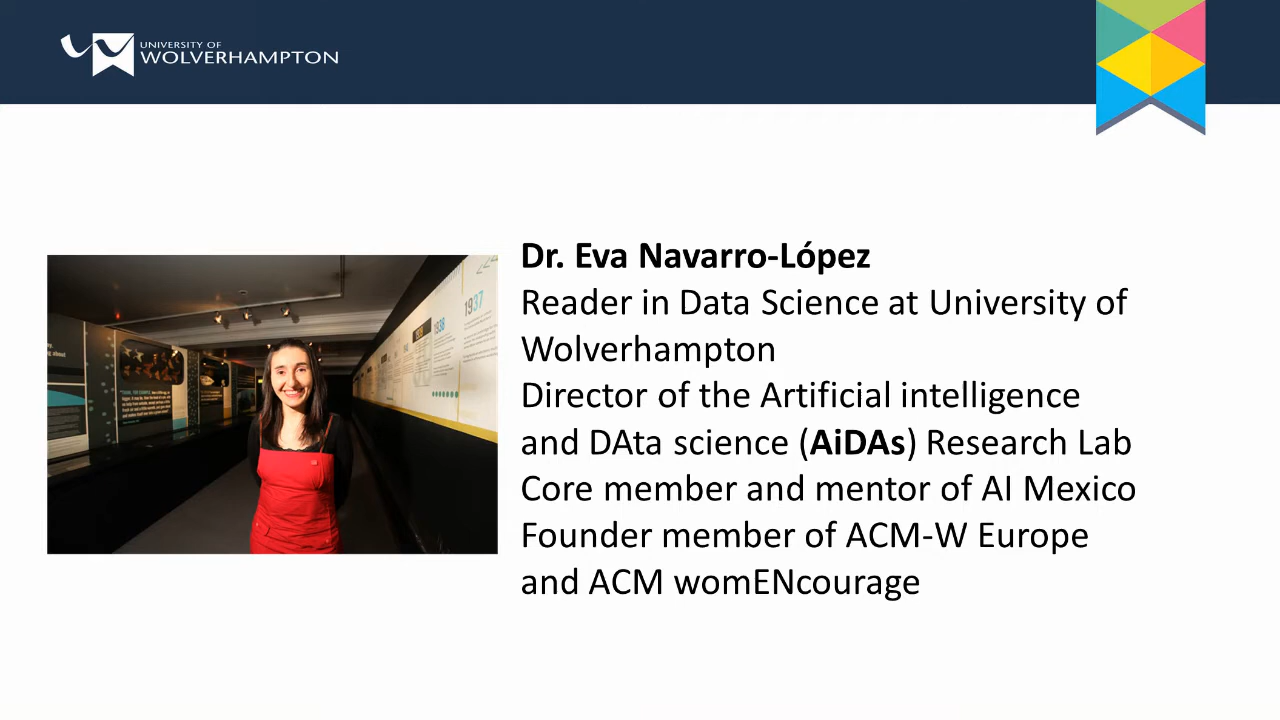 UNIVERSITY OF
WOLVERHAMPTON
Dr. Eva Navarro-López
Reader in Data Science at University of
Wolverhampton
Director of the Artificial intelligence
and DAta science (AiDAs) Research Lab
Core member and mentor of AI Mexico
Founder member of ACM-W Europe
and ACM womENcourage
1937
1936